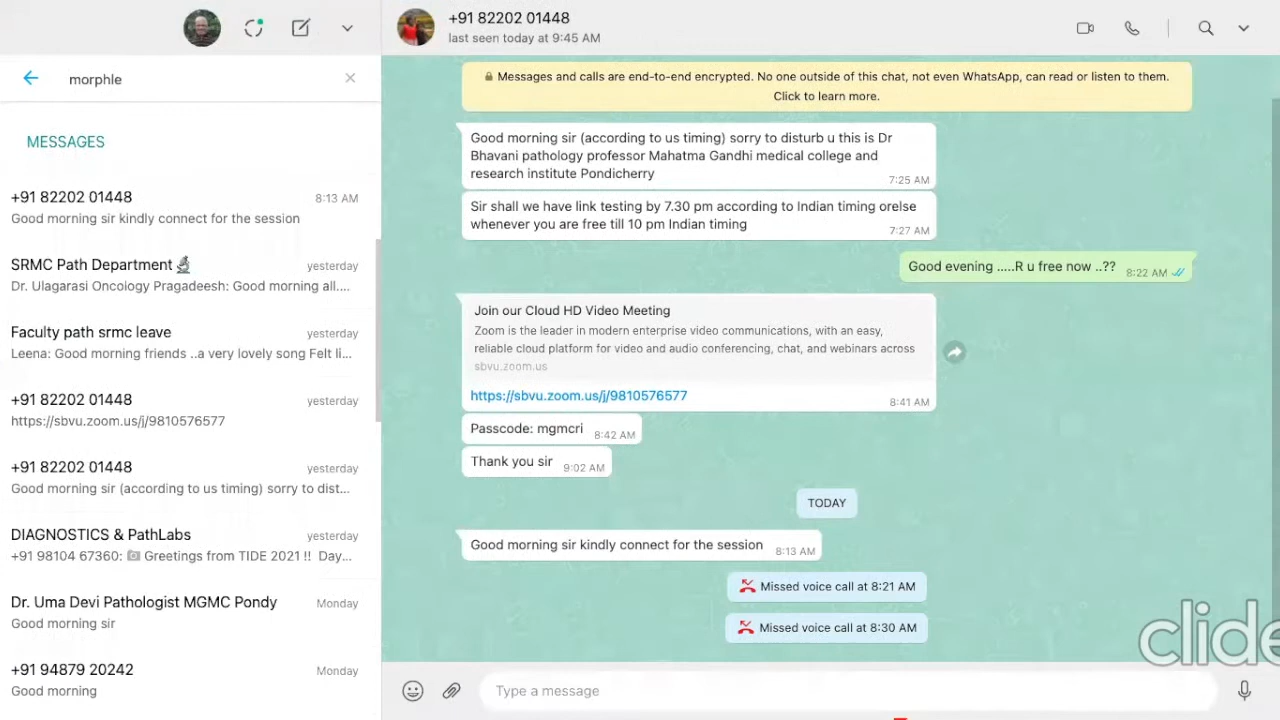 morphle
MESSAGES
+91 82202 01448 8:13 AM
Good morning sir kindly connect for the session
SRMC Path Department🔬 yesterday
Dr. Ulagarasi Oncology Pragadeesh: Good morning all....
Faculty path srmc leave yesterday
Leena: Good morning friends ..a very lovely song Felt li...
+91 82202 01448 yesterday
https://sbvu.zoom.us/j/9810576577
+91 82202 01448 yesterday
Good morning sir (according to us timing) sorry to dist...
DIAGNOSTICS & PathLabs yesterday
+91 98104 67360: 📷 Greetings from TIDE 2021 !! Day...
Dr. Uma Devi Pathologist MGMC Pondy Monday
Good morning sir
+91 94879 20242 Monday
Good morning
+91 82202 01448
last seen today at 9:45 AM
🔒 Messages and calls are end-to-end encrypted. No one outside of this chat, not even WhatsApp, can read or listen to them.
Click to learn more.
Good morning sir (according to us timing) sorry to disturb u this is Dr
Bhavani pathology professor Mahatma Gandhi medical college and
research institute Pondicherry 7:25 AM
Sir shall we have link testing by 7.30 pm according to Indian timing orelse
whenever you are free till 10 pm Indian timing 7:27 AM
Good evening .....R u free now ..?? 8:22 AM
Join our Cloud HD Video Meeting
Zoom is the leader in modern enterprise video communications, with an easy,
reliable cloud platform for video and audio conferencing, chat, and webinars across
sbvu.zoom.us
https://sbvu.zoom.us/j/9810576577 8:41 AM
Passcode: mgmcri 8:42 AM
Thank you sir 9:02 AM
TODAY
Good morning sir kindly connect for the session 8:13 AM
Missed voice call at 8:21 AM
Missed voice call at 8:30 AM
Type a message
clide